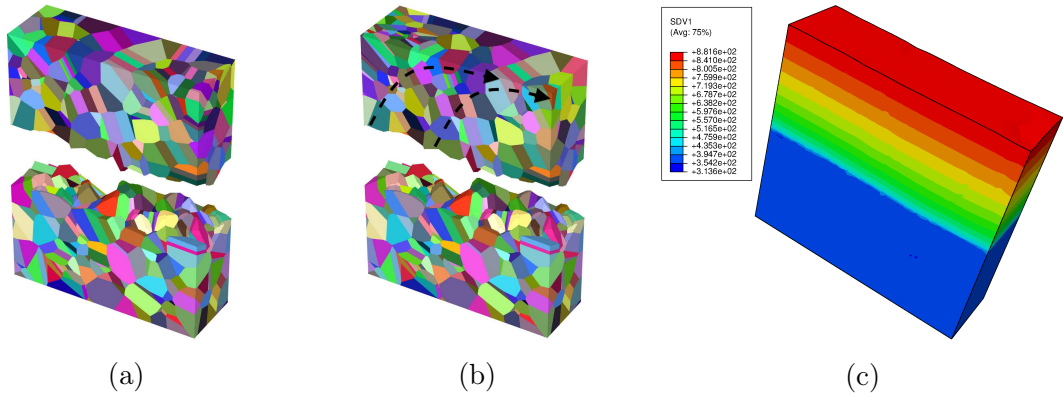 SDV1
(Avg: 75%)
+8.816e+02
+8.410e+02
+8.005e+02
+7.599e+02
+7.193e+02
+6.787e+02
+6.382e+02
+5.976e+02
+5.570e+02
+5.165e+02
+4.759e+02
+4.353e+02
+3.947e+02
+3.542e+02
+3.136e+02
(a)
(b)
(c)